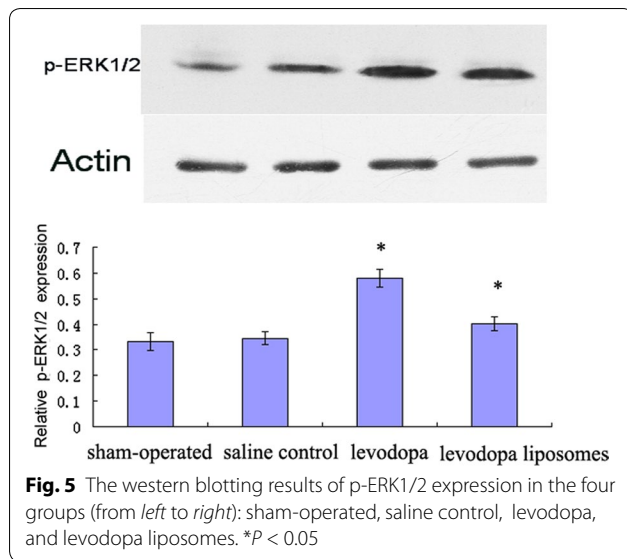 p-ERK1/2
Actin
Relative p-ERK1/2 expression
0.7
0.6
0.5
0.4
0.3
0.2
0.1
0
*
*
sham-operated saline control levodopa levodopa liposomes
Fig. 5 The western blotting results of p-ERK1/2 expression in the four
groups (from left to right): sham-operated, saline control, levodopa,
and levodopa liposomes. *P < 0.05